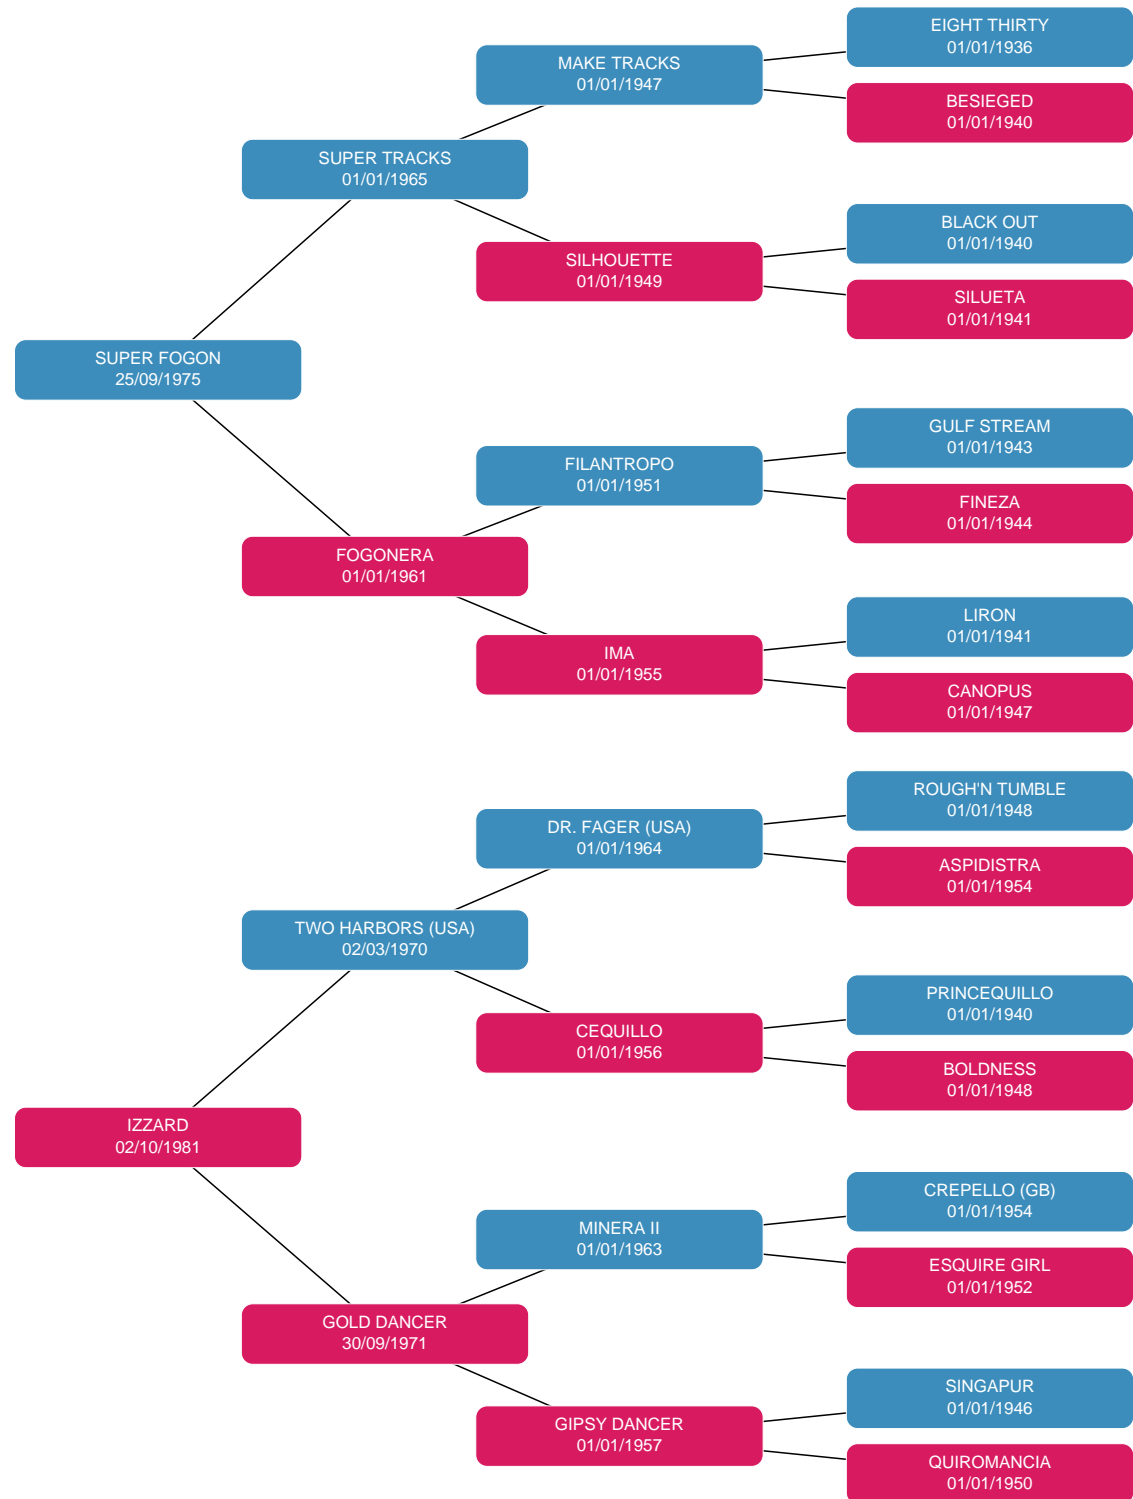 EIGHT THIRTY
01/01/1936
MAKE TRACKS
01/01/1947
BESIEGED
01/01/1940
SUPER TRACKS
01/01/1965
BLACK OUT
01/01/1940
SILHOUETTE
01/01/1949
SILUETA
01/01/1941
SUPER FOGON
25/09/1975
GULF STREAM
01/01/1943
FILANTROPO
01/01/1951
FINEZA
01/01/1944
FOGONERA
01/01/1961
LIRON
01/01/1941
IMA
01/01/1955
CANOPUS
01/01/1947
ROUGH'N TUMBLE
01/01/1948
DR. FAGER (USA)
01/01/1964
ASPIDISTRA
01/01/1954
TWO HARBORS (USA)
02/03/1970
PRINCEQUILLO
01/01/1940
CEQUILLO
01/01/1956
BOLDNESS
01/01/1948
IZZARD
02/10/1981
CREPELLO (GB)
01/01/1954
MINERA II
01/01/1963
ESQUIRE GIRL
01/01/1952
GOLD DANCER
30/09/1971
SINGAPUR
01/01/1946
GIPSY DANCER
01/01/1957
QUIROMANCIA
01/01/1950